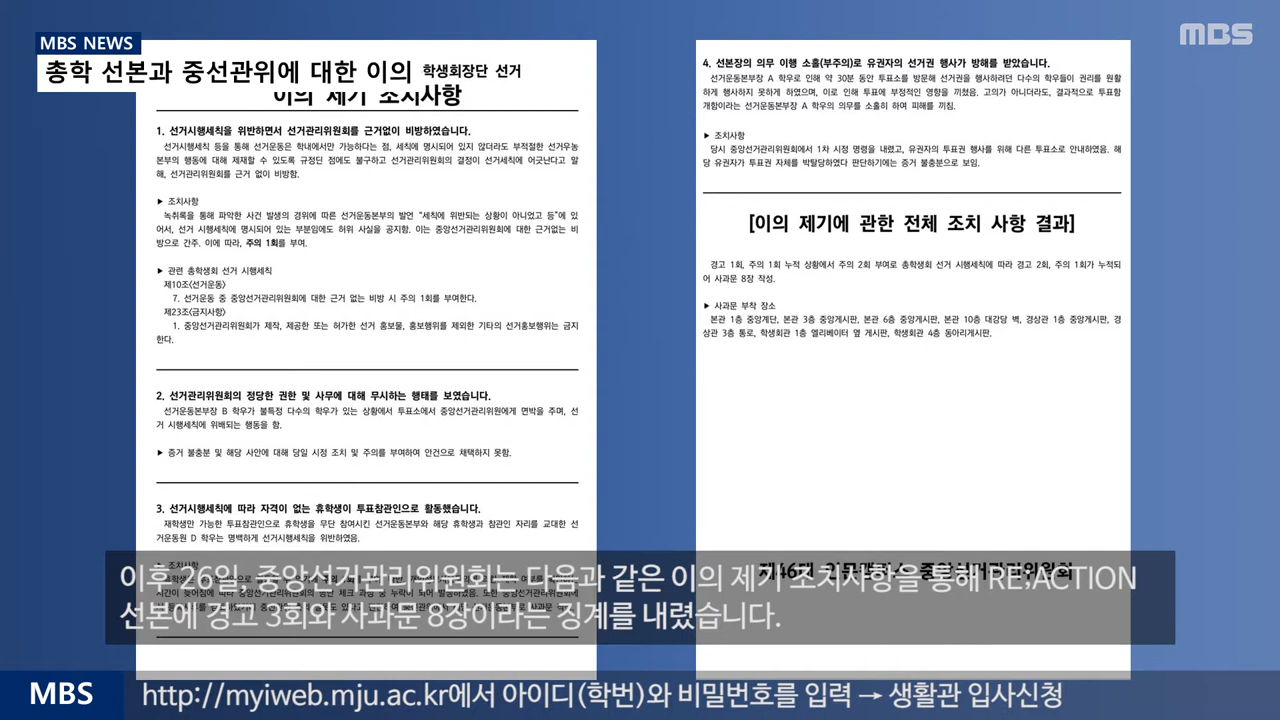 MBS NEWS
MBS
총학 선본과 중선관위에 대한 이의 학생회장단 선거
이의 제기 조치사항
1. 선거시행세칙을 위반하면서 선거관리위원회를 근거없이 비방하였습니다.
선거시행세칙 등을 통해 선거운동은 학내에서만 가능하다는 점, 세칙에 명시되어 있지 않더라도 부적절한 선거우농
본부의 행동에 대해 제재할 수 있도록 규정딘 점에도 불구하고 선거관리위원회의 결정이 선거세칙에 어긋난다고 말
해, 선거관리위원회를 근거 없이 비방함.
▶ 조치사항
녹취록을 통해 파악한 사건 발생의 경위에 따른 선거운동본부의 발언 “세칙에 위반되는 상황이 아니었고 등”에 있
어서, 선거 시행세칙에 명시되어 있는 부분임에도 허위 사실을 공지함. 이는 중앙선거관리위원회에 대한 근거없는 비
방으로 간주. 이에 따라, 주의 1회를 부여.
▶ 관련 총학생회 선거 시행세칙
제10조<선거운동>
7. 선거운동 중 중앙선거관리위원회에 대한 근거 없는 비방 시 주의 1회를 부여한다.
제23조<금지사항>
1. 중앙선거관리위원회가 제작, 제공한 또는 허가한 선거 홍보물, 홍보행위를 제외한 기타의 선거홍보행위는 금지
한다.
2. 선거관리위원회의 정당한 권한 및 사무에 대해 무시하는 행태를 보였습니다.
선거운동본부장 B 학우가 불특정 다수의 학우가 있는 상황에서 투표소에서 중앙선거관리위원에게 면박을 주며, 선
거 시행세칙에 위배되는 행동을 함.
▶ 증거 불충분 및 해당 사안에 대해 당일 시정 조치 및 주의를 부여하여 안건으로 채택하지 못함.
3. 선거시행세칙에 따라 자격이 없는 휴학생이 투표참관인으로 활동했습니다.
재학생만 가능한 투표참관인으로 휴학생을 무단 참여시킨 선거운동본부와 해당 휴학생과 참관인 자리를 교대한 선
거운동원 D 학우는 명백하게 선거시행세칙을 위반하였음.
▶ 조치사항
4. 선본장의 의무 이행 소홀(부주의)로 유권자의 선거권 행사가 방해를 받았습니다.
선거운동본부장 A 학우로 인해 약 30분 동안 투표소를 방문해 선거권을 행사하려던 다수의 학우들이 권리를 원활
하게 행사하지 못하게 하였으며, 이로 인해 투표에 부정적인 영향을 끼쳤음. 고의가 아니더라도, 결과적으로 투표함
개함이라는 선거운동본부장 A 학우의 의무를 소홀히 하여 피해를 끼침.
▶ 조치사항
당시 중앙선거관리위원회에서 1차 시정 명령을 내렸고, 유권자의 투표권 행사를 위해 다른 투표소로 안내하였음. 해
당 유권자가 투표권 자체를 박탈당하였다 판단하기에는 증거 불충분으로 보임.
[이의 제기에 관한 전체 조치 사항 결과]
경고 1회, 주의 1회 누적 상황에서 주의 2회 부여로 총학생회 선거 시행세칙에 따라 경고 2회, 주의 1회가 누적되
어 사과문 8장 작성.
▶ 사과문 부착 장소
본관 1층 중앙계단, 본관 3층 중앙게시판, 본관 6층 중앙게시판, 본관 10층 대강당 벽, 경상관 1층 중앙게시판, 경
상관 3층 통로, 학생회관 1층 엘리베이터 옆 게시판, 학생회관 4층 동아리게시판.
이후 26일, 중앙선거관리위원회는 다음과 같은 이의 제기 조치사항을 통해 RE;ACTION
선본에 경고 3회와 사과문 8장이라는 징계를 내렸습니다.
MBS http://myiweb.mju.ac.kr에서 아이디(학번)와 비밀번호를 입력 → 생활관 입사신청